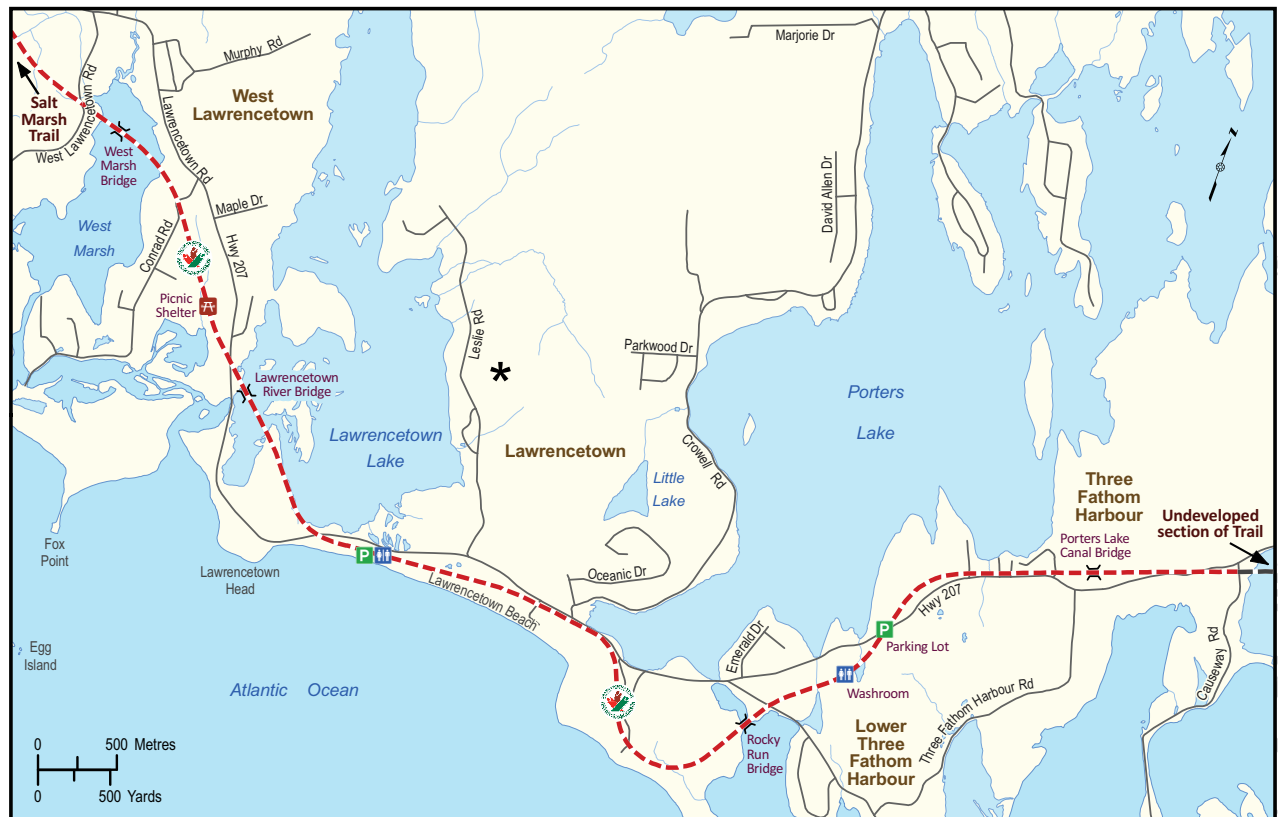 Marjorie Dr
Murphy Rd
West
Lawrencetown
Salt
Marsh
Trail
West Lawrencetown Rd
West
Marsh
Bridge
Lawrencetown Rd
N
David Allen Dr
Maple Dr
West
Marsh
Conrad Rd
Hwy 207
Picnic
Shelter
Leslie Rd
Parkwood Dr
*
Lawrencetown
River Bridge
Porters
Lake
Lawrencetown
Lake
Lawrencetown
Crowell Rd
Little
Lake
Three
Fathom
Harbour
Undeveloped
section of Trail
Porters Lake
Canal Bridge
Fox
Point
P
Lawrencetown
Head
Oceanic Dr
Lawrencetown Beach
Hwy 207
P
Parking Lot
Emerald Dr
Causeway Rd
Egg
Island
Atlantic Ocean
Washroom
Three Fathom Harbour Rd
Lower
Three
Fathom
Harbour
Rocky
Run
Bridge
0 500 Metres
0 500 Yards